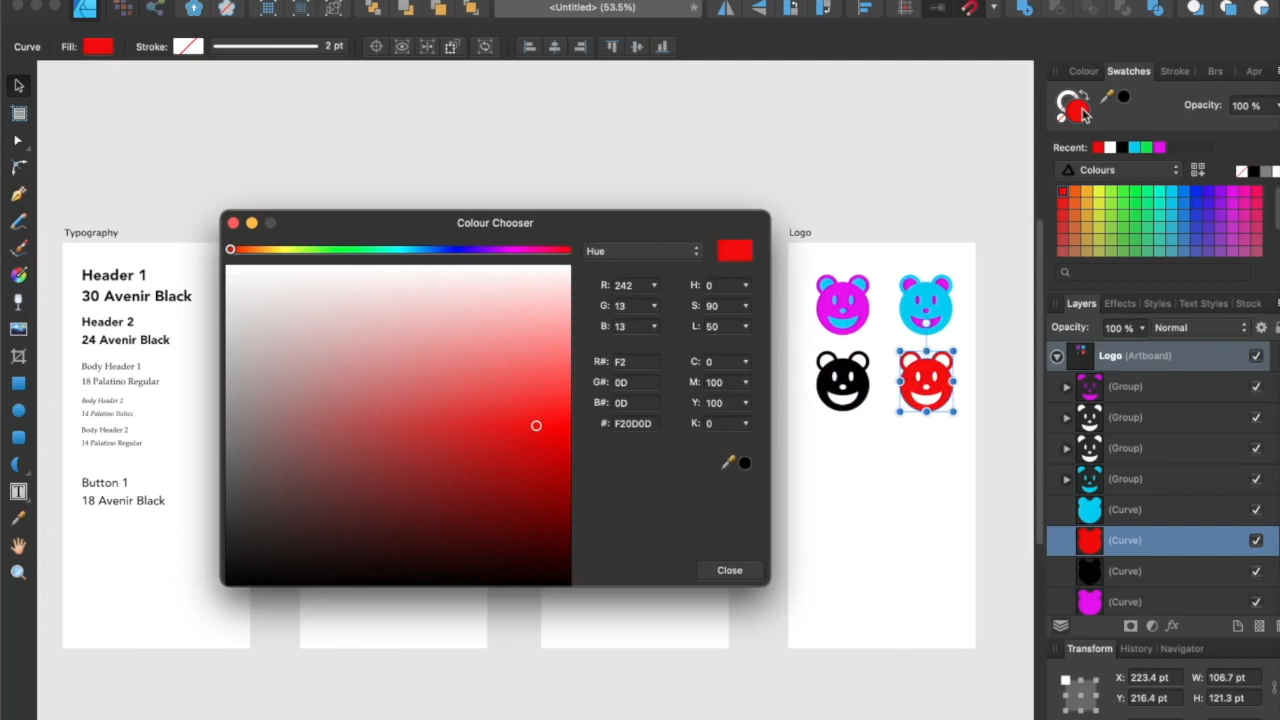 <Untitled> (53.5%)
*
Curve Fill: Stroke: 2 pt
Colour Swatches Stroke Brs Apr
Opacity: 100 %
Recent:
Colours
Colour Chooser
Hue
R: 242 H: 0
G: 13 S: 90
B: 13 L: 50
R#: F2 C: 0
G#: 0D M: 100
B#: 0D Y: 100
#: F20D0D K: 0
Close
Typography
Header 1
30 Avenir Black
Header 2
24 Avenir Black
Body Header 1
18 Palatino Regular
Body Header 2
14 Palatino Italics
Body Header 2
14 Palatino Regular
Button 1
18 Avenir Black
Logo
Layers Effects Styles Text Styles Stock
Opacity: 100 % Normal
Logo (Artboard)
(Group)
(Group)
(Group)
(Group)
(Curve)
(Curve)
(Curve)
(Curve)
fx
Transform History Navigator
X: 223.4 pt W: 106.7 pt
Y: 216.4 pt H: 121.3 pt